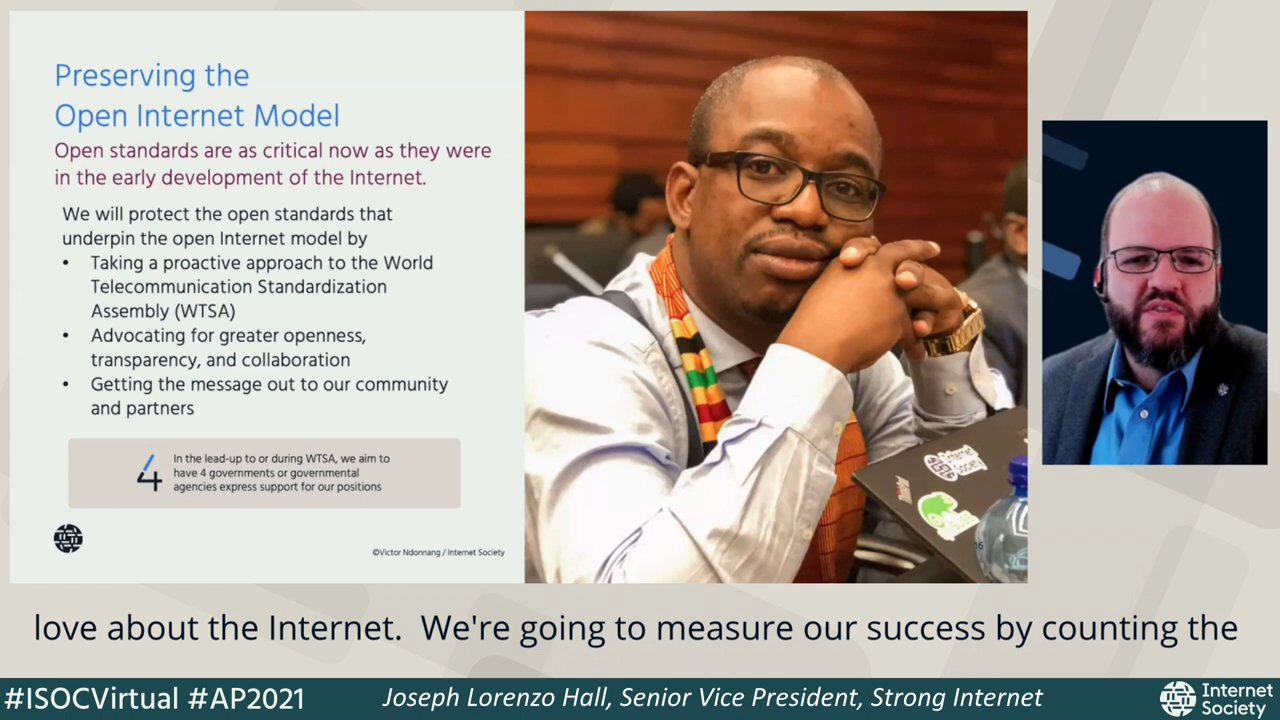 Preserving the
Open Internet Model
Open standards are as critical now as they were
in the early development of the Internet.
We will protect the open standards that
underpin the open Internet model by
• Taking a proactive approach to the World
Telecommunication Standardization
Assembly (WTSA)
• Advocating for greater openness,
transparency, and collaboration
• Getting the message out to our community
and partners
4
In the lead-up to or during WTSA, we aim to
have 4 governments or governmental
agencies express support for our positions
©Victor Ndonnang / Internet Society
Internet
Society
16
love about the Internet.  We're going to measure our success by counting the
#ISOCVirtual #AP2021
Joseph Lorenzo Hall, Senior Vice President, Strong Internet
Internet
Society